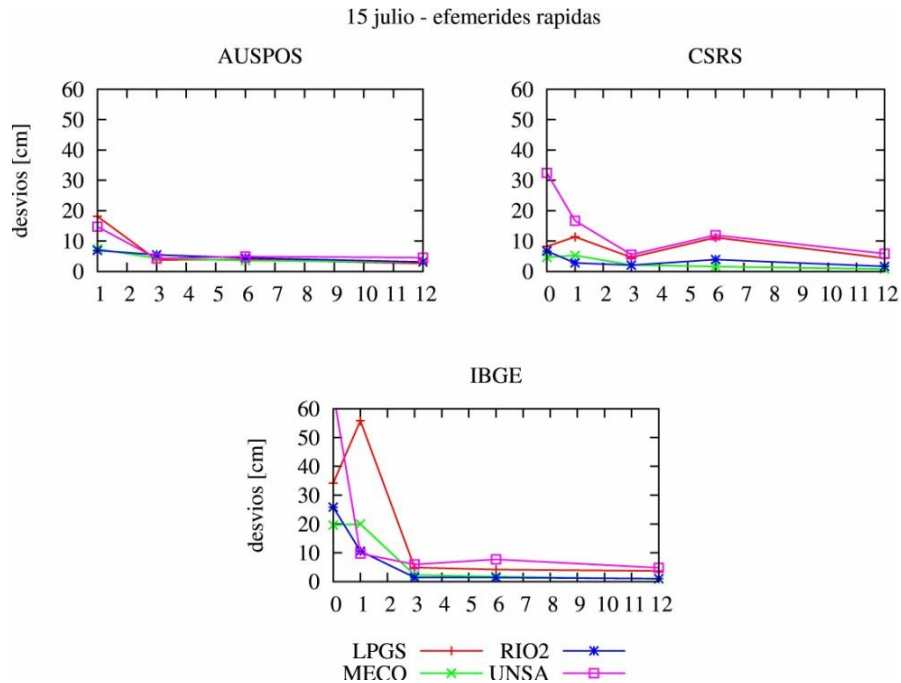 15 julio - efemerides rapidas
AUSPOS
CSRS
desvios [cm]
60
50
40
30
20
10
0
1 2 3 4 5 6 7 8 9 10 11 12
60
50
40
30
20
10
0
0 1 2 3 4 5 6 7 8 9 10 11 12
IBGE
desvios [cm]
60
50
40
30
20
10
0
0 1 2 3 4 5 6 7 8 9 10 11 12
LPGS RIO2
MECO UNSA